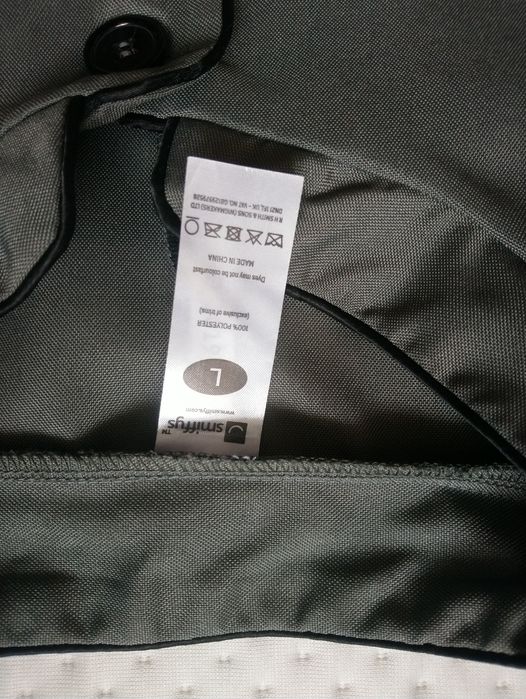 smiffys™
www.smiffys.com
L
100% POLYESTER
(exclusive of trims)
Dyes may not be colourfast
MADE IN CHINA
R H SMITH & SONS (WIGMAKERS) LTD